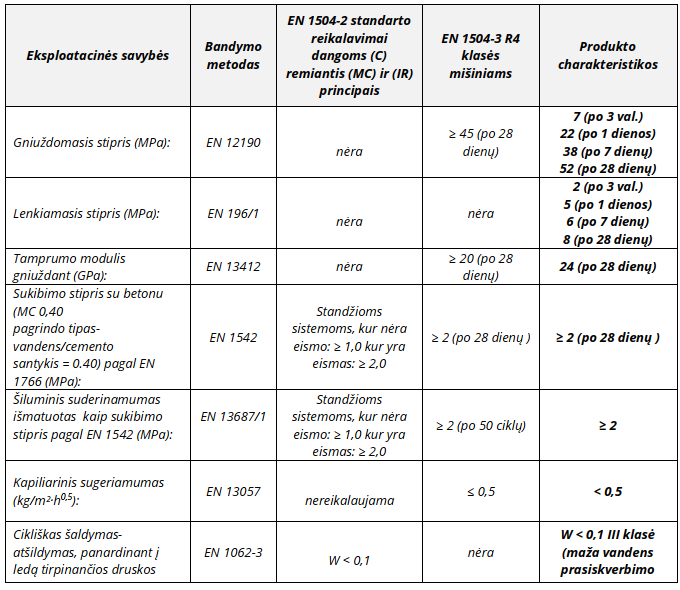 Eksploatacinės savybės
Bandymo
metodas
EN 1504-2 standarto
reikalavimai
dangoms (C)
remiantis (MC) ir (IR)
principais
EN 1504-3 R4
klasės
mišiniams
Produkto
charakteristikos
Gniuždomasis stipris (MPa):
EN 12190
nėra
≥ 45 (po 28
dienų)
7 (po 3 val.)
22 (po 1 dienos)
38 (po 7 dienų)
52 (po 28 dienų)
Lenkiamasis stipris (MPa):
EN 196/1
nėra
nėra
2 (po 3 val.)
5 (po 1 dienos)
6 (po 7 dienų)
8 (po 28 dienų)
Tamprumo modulis
gniuždant (GPa):
EN 13412
nėra
≥ 20 (po 28
dienų)
24 (po 28 dienų)
Sukibimo stipris su betonu
(MC 0,40
pagrindo tipas-
vandens/cemento
santykis = 0.40) pagal EN
1766 (MPa):
EN 1542
Standžioms
sistemoms, kur nėra
eismo: ≥ 1,0 kur yra
eismas: ≥ 2,0
≥ 2 (po 28 dienų )
≥ 2 (po 28 dienų )
Šiluminis suderinamumas
išmatuotas  kaip sukibimo
stipris pagal EN 1542 (MPa):
EN 13687/1
Standžioms
sistemoms, kur nėra
eismo: ≥ 1,0 kur yra
eismas: ≥ 2,0
≥ 2 (po 50 ciklų)
≥ 2
Kapiliarinis sugeriamumas
(kg/m²·h⁰,⁵):
EN 13057
nereikalaujama
≤ 0,5
< 0,5
Cikliškas šaldymas-
atšildymas, panardinant į
ledą tirpinančios druskos
EN 1062-3
W < 0,1
nėra
W < 0,1 III klasė
(maža vandens
prasiskverbimo